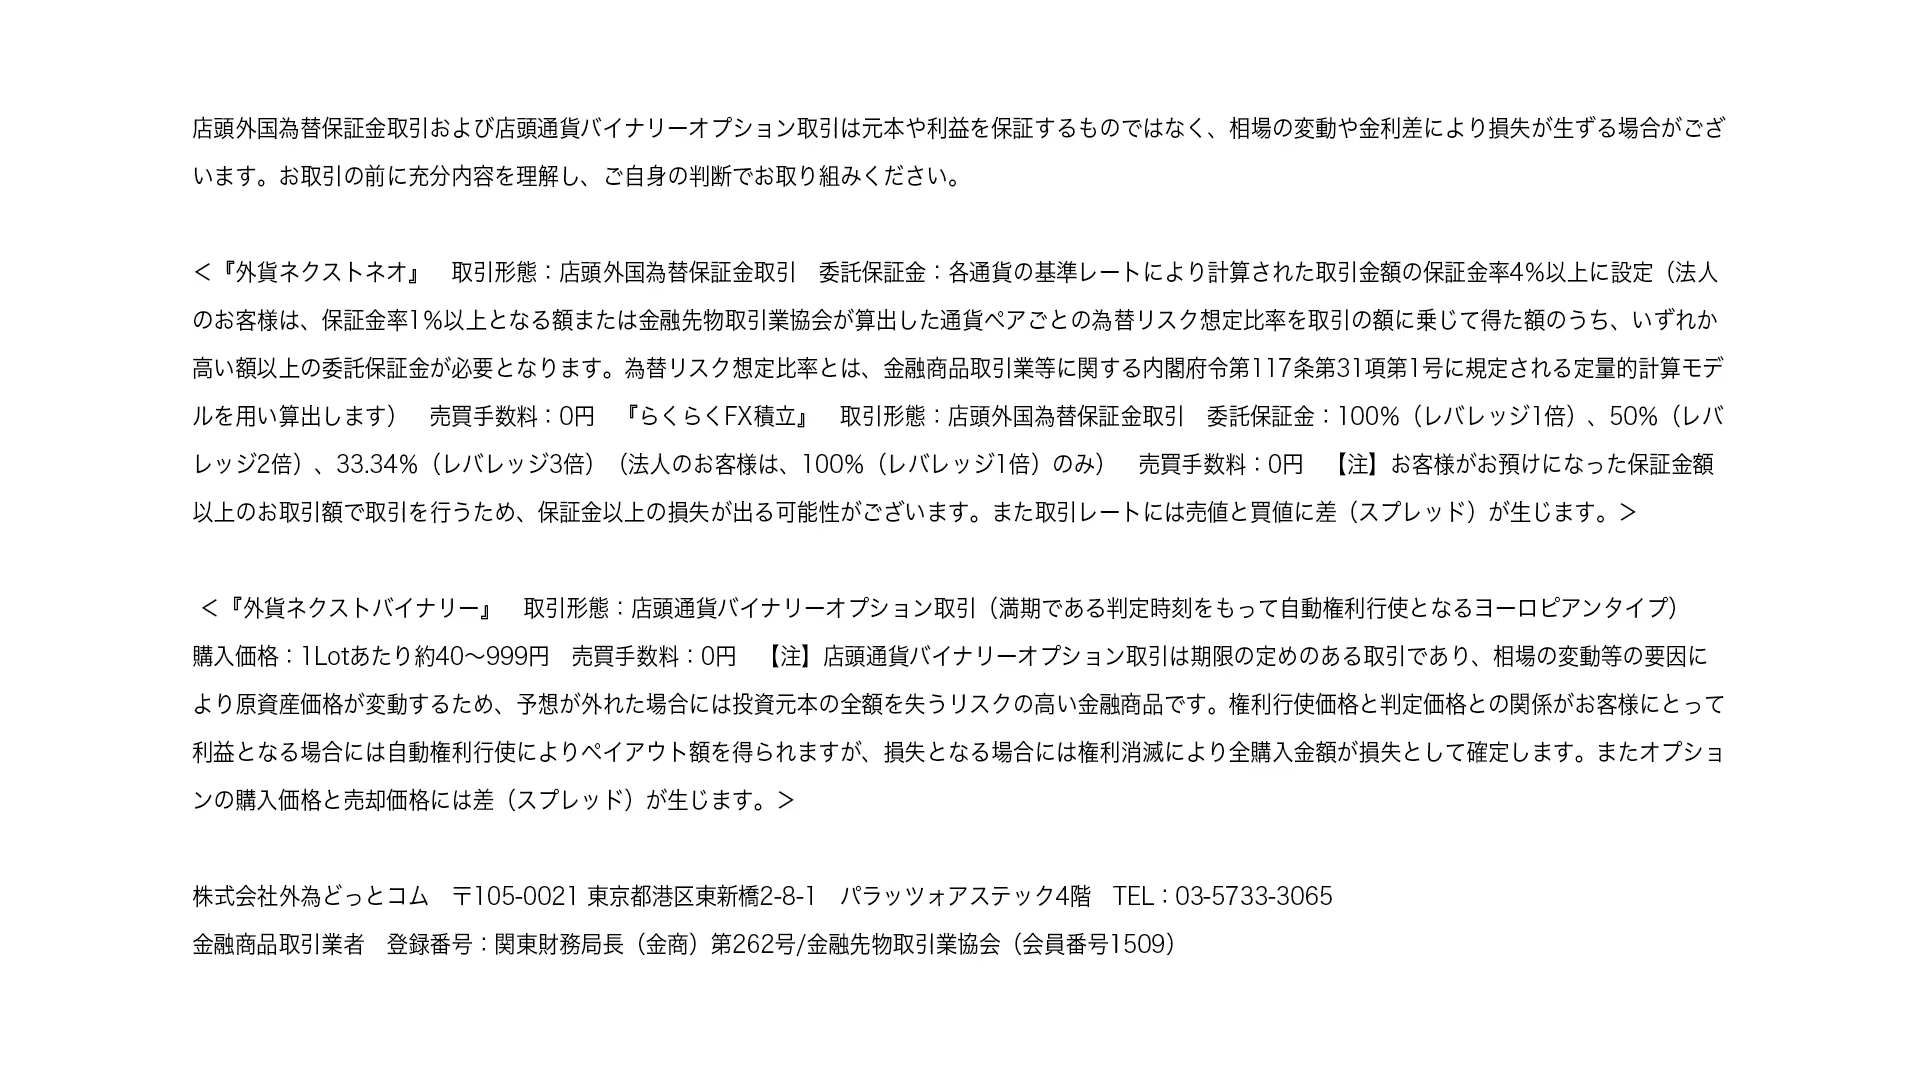 店頭外国為替保証金取引および店頭通貨バイナリーオプション取引は元本や利益を保証するものではなく、相場の変動や金利差により損失が生ずる場合がござ
います。お取引の前に充分内容を理解し、ご自身の判断でお取り組みください。
＜『外貨ネクストネオ』　取引形態：店頭外国為替保証金取引　委託保証金：各通貨の基準レートにより計算された取引金額の保証金率4%以上に設定（法人
のお客様は、保証金率1%以上となる額または金融先物取引業協会が算出した通貨ペアごとの為替リスク想定比率を取引の額に乗じて得た額のうち、いずれか
高い額以上の委託保証金が必要となります。為替リスク想定比率とは、金融商品取引業等に関する内閣府令第117条第31項第1号に規定される定量的計算モデ
ルを用い算出します）　売買手数料：0円　『らくらくFX積立』　取引形態：店頭外国為替保証金取引　委託保証金：100%（レバレッジ1倍）、50%（レバ
レッジ2倍）、33.34%（レバレッジ3倍）（法人のお客様は、100%（レバレッジ1倍）のみ）　売買手数料：0円　【注】お客様がお預けになった保証金額
以上のお取引額で取引を行うため、保証金以上の損失が出る可能性がございます。また取引レートには売値と買値に差（スプレッド）が生じます。＞
＜『外貨ネクストバイナリー』　取引形態：店頭通貨バイナリーオプション取引（満期である判定時刻をもって自動権利行使となるヨーロピアンタイプ）
購入価格：1Lotあたり約40〜999円　売買手数料：0円　【注】店頭通貨バイナリーオプション取引は期限の定めのある取引であり、相場の変動等の要因に
より原資産価格が変動するため、予想が外れた場合には投資元本の全額を失うリスクの高い金融商品です。権利行使価格と判定価格との関係がお客様にとって
利益となる場合には自動権利行使によりペイアウト額を得られますが、損失となる場合には権利消滅により全購入金額が損失として確定します。またオプショ
ンの購入価格と売却価格には差（スプレッド）が生じます。＞
株式会社外為どっとコム　〒105-0021 東京都港区東新橋2-8-1　パラッツォアステック4階　TEL：03-5733-3065
金融商品取引業者　登録番号：関東財務局長（金商）第262号/金融先物取引業協会（会員番号1509）